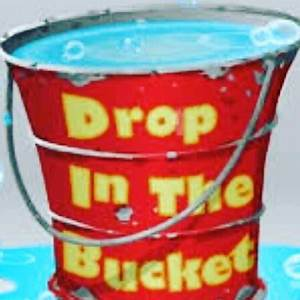 Drop
In The
Bucket